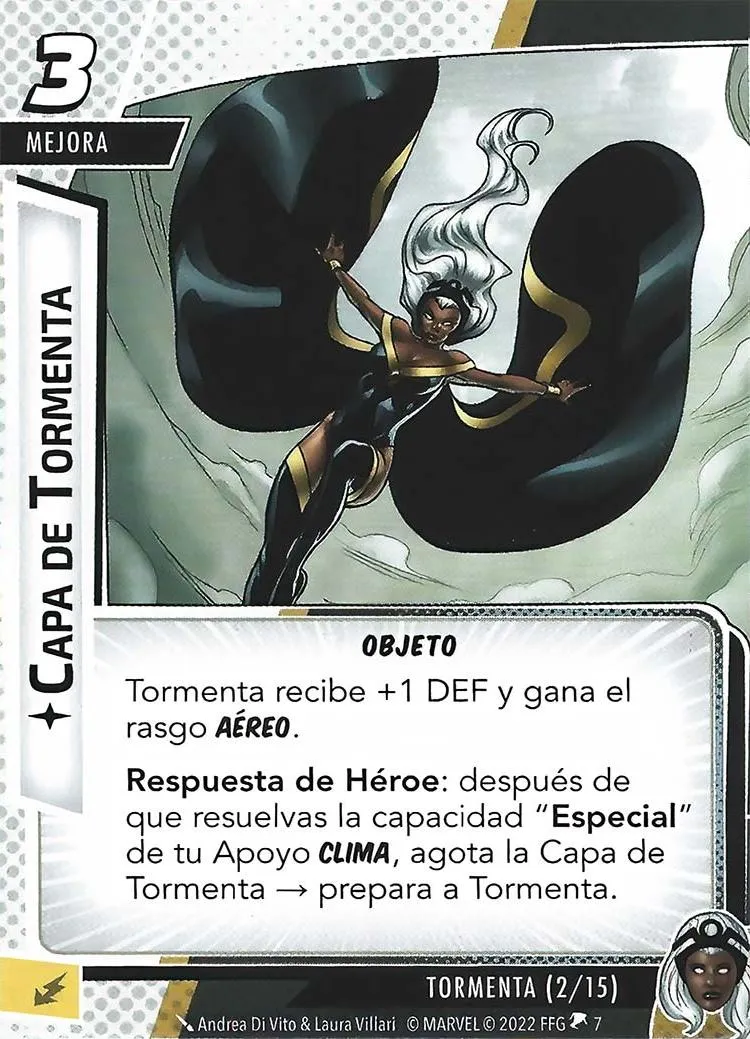 3
MEJORA
CAPA DE TORMENTA
OBJETO
Tormenta recibe +1 DEF y gana el
rasgo AÉREO.
Respuesta de Héroe: después de
que resuelvas la capacidad “Especial”
de tu Apoyo CLIMA, agota la Capa de
Tormenta → prepara a Tormenta.
TORMENTA (2/15)
Andrea Di Vito & Laura Villari © MARVEL © 2022 FFG 7